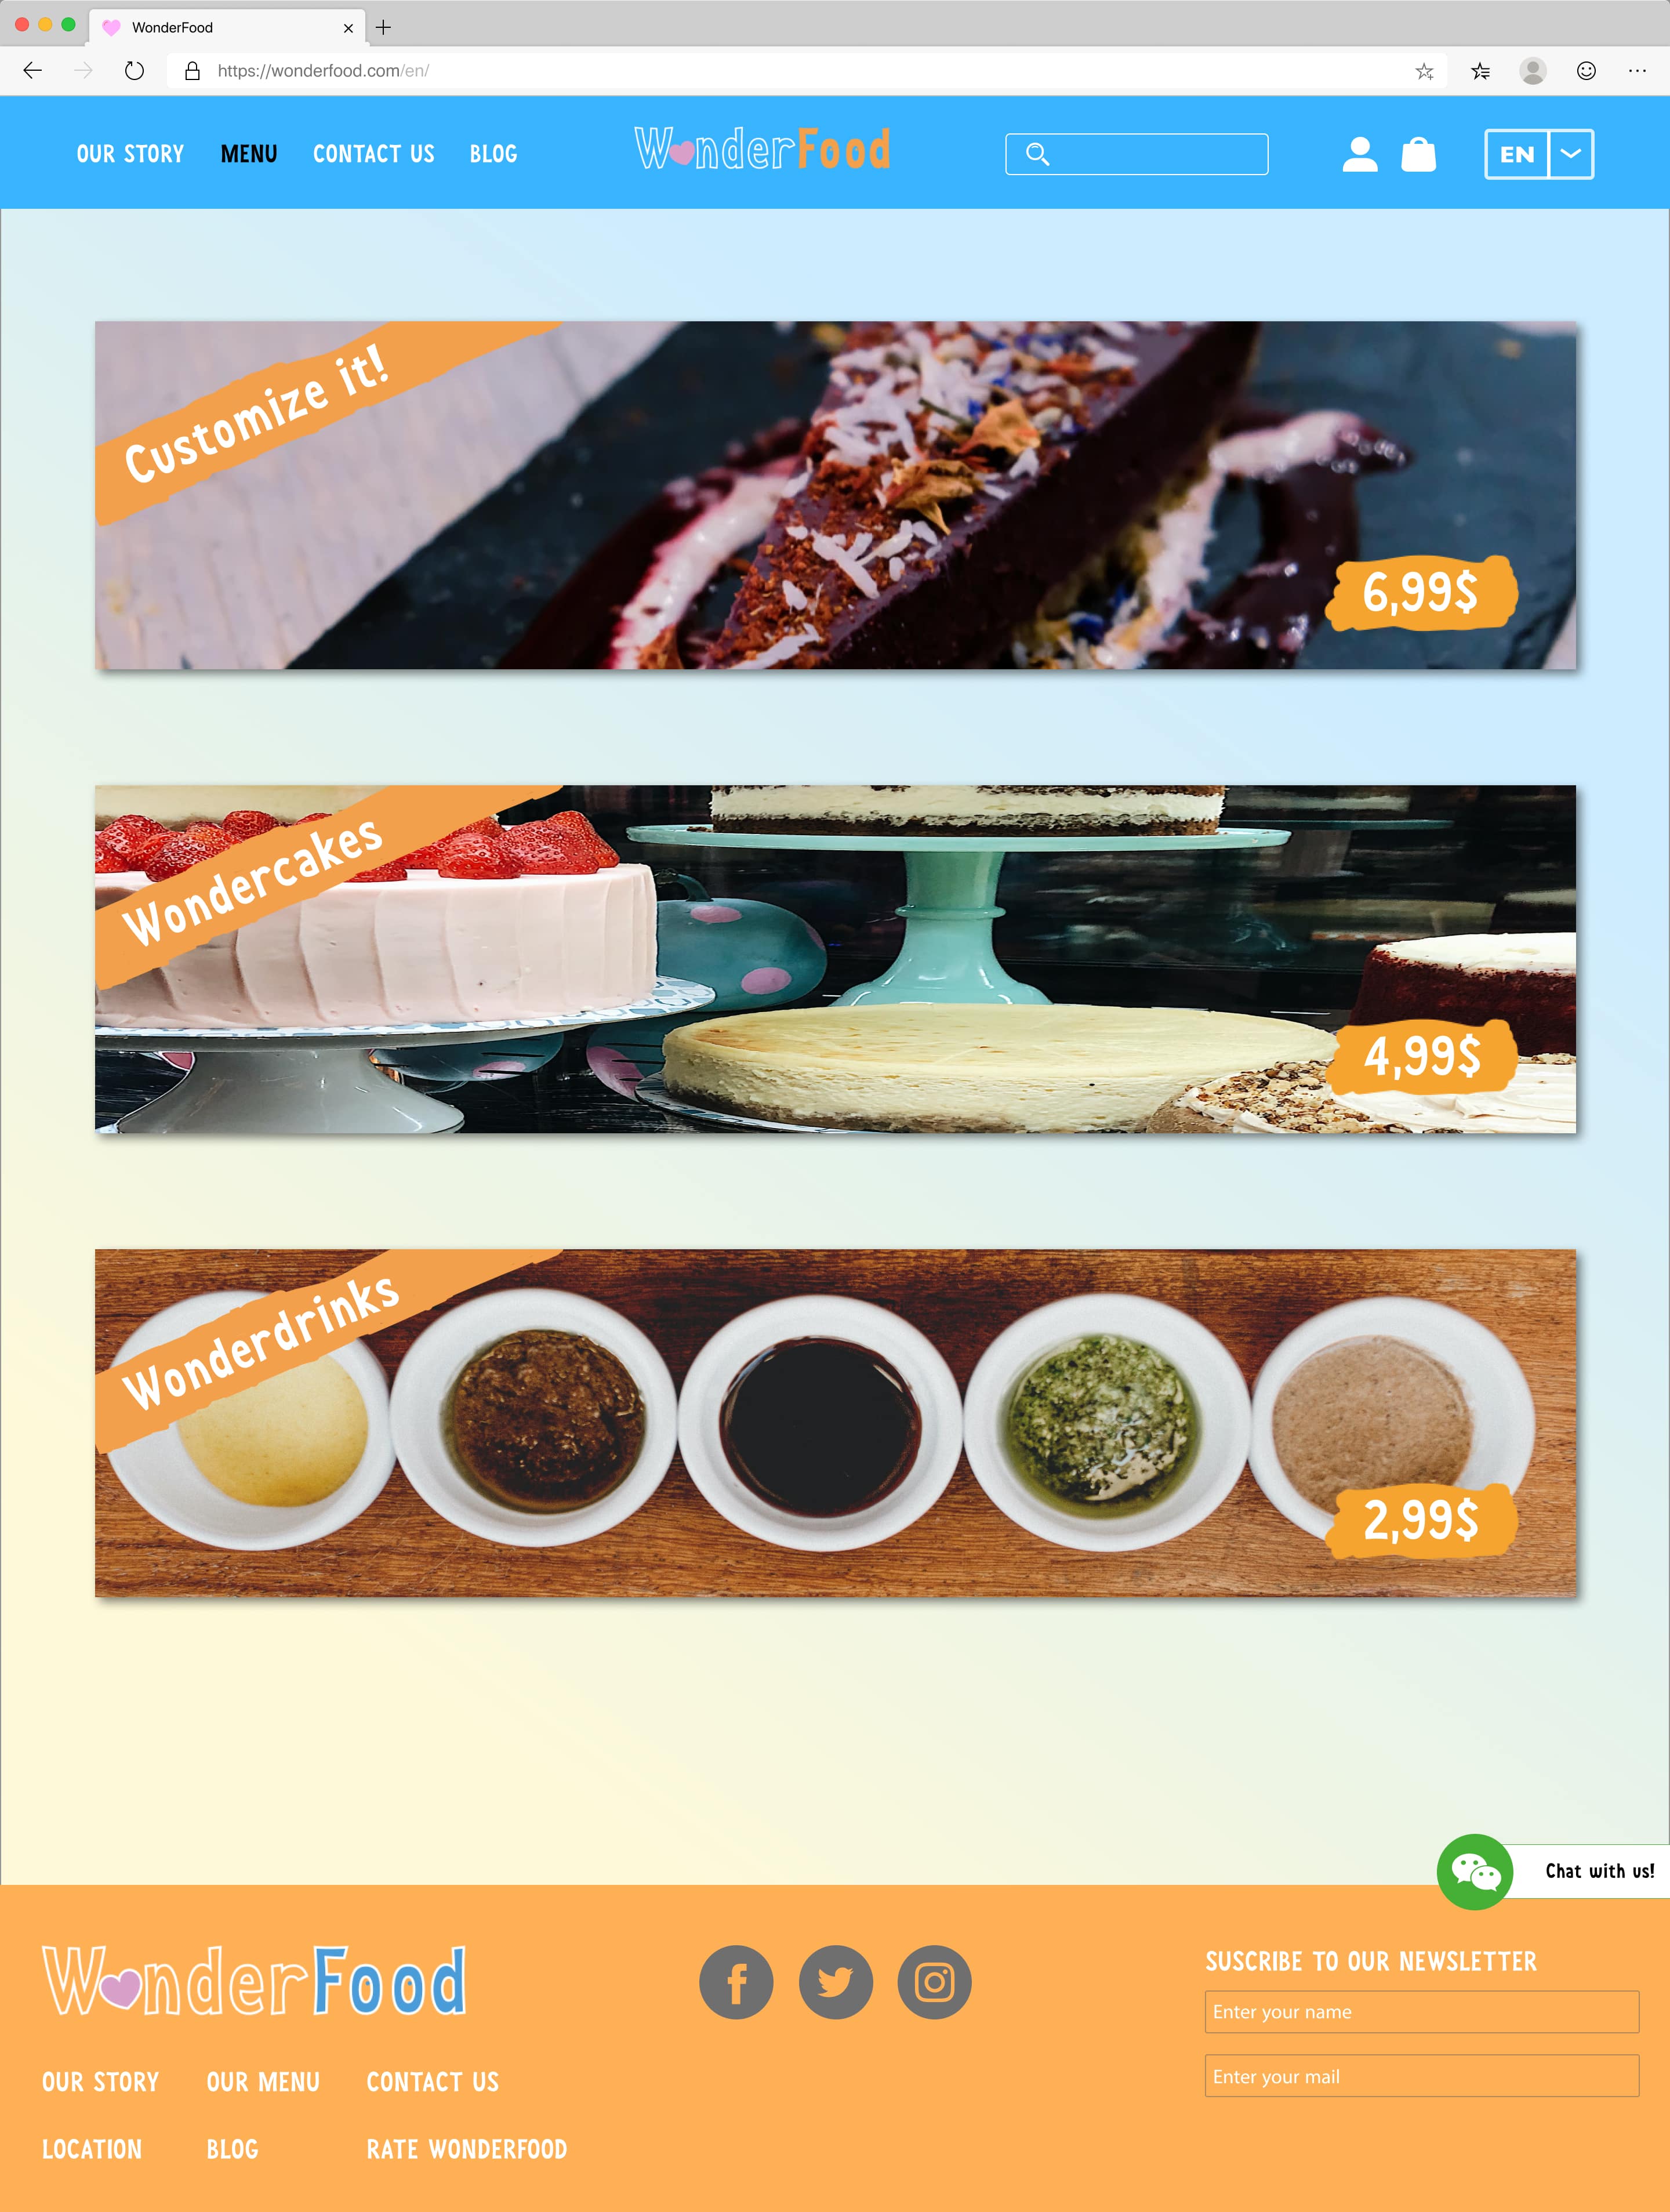 WonderFood
https://wonderfood.com/en/
OUR STORY MENU CONTACT US BLOG WonderFood EN
Customize it!
6,99$
Wondercakes
4,99$
Wonderdrinks
2,99$
Chat with us!
WonderFood
SUSCRIBE TO OUR NEWSLETTER
Enter your name
Enter your mail
OUR STORY OUR MENU CONTACT US
LOCATION BLOG RATE WONDERFOOD